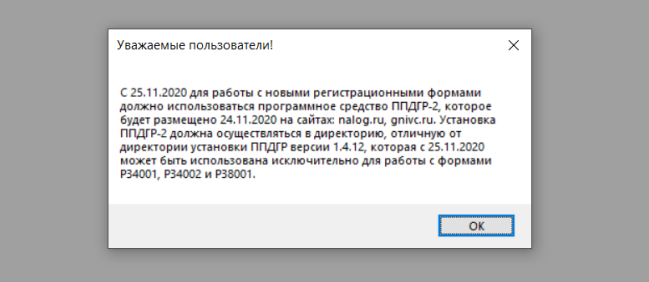 Уважаемые пользователи!
С 25.11.2020 для работы с новыми регистрационными формами
должно использоваться программное средство ППДГР-2, которое
будет размещено 24.11.2020 на сайтах: nalog.ru, gnivc.ru. Установка
ППДГР-2 должна осуществляться в директорию, отличную от
директории установки ППДГР версии 1.4.12, которая с 25.11.2020
может быть использована исключительно для работы с формами
Р34001, Р34002 и Р38001.
OK